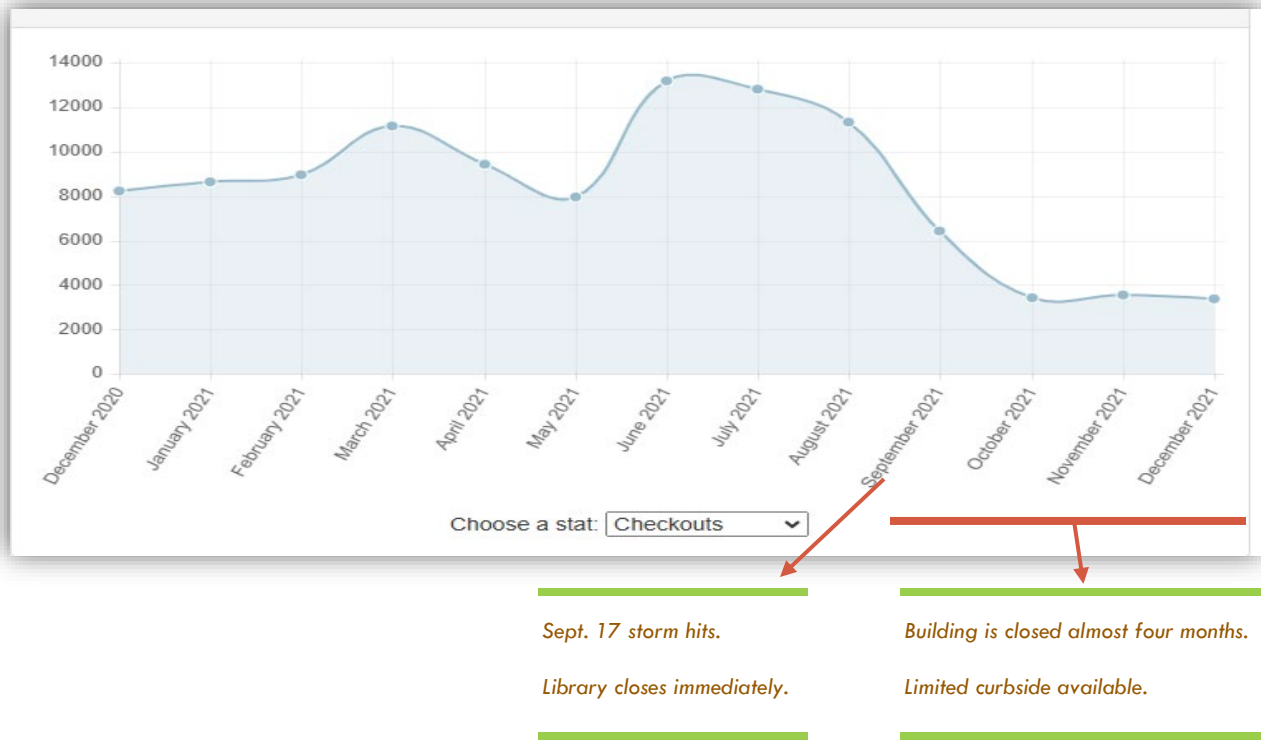 14000
12000
10000
8000
6000
4000
2000
0
December 2020
January 2021
February 2021
March 2021
April 2021
May 2021
June 2021
July 2021
August 2021
September 2021
October 2021
November 2021
December 2021
Choose a stat: Checkouts
Sept. 17 storm hits.
Library closes immediately.
Building is closed almost four months.
Limited curbside available.